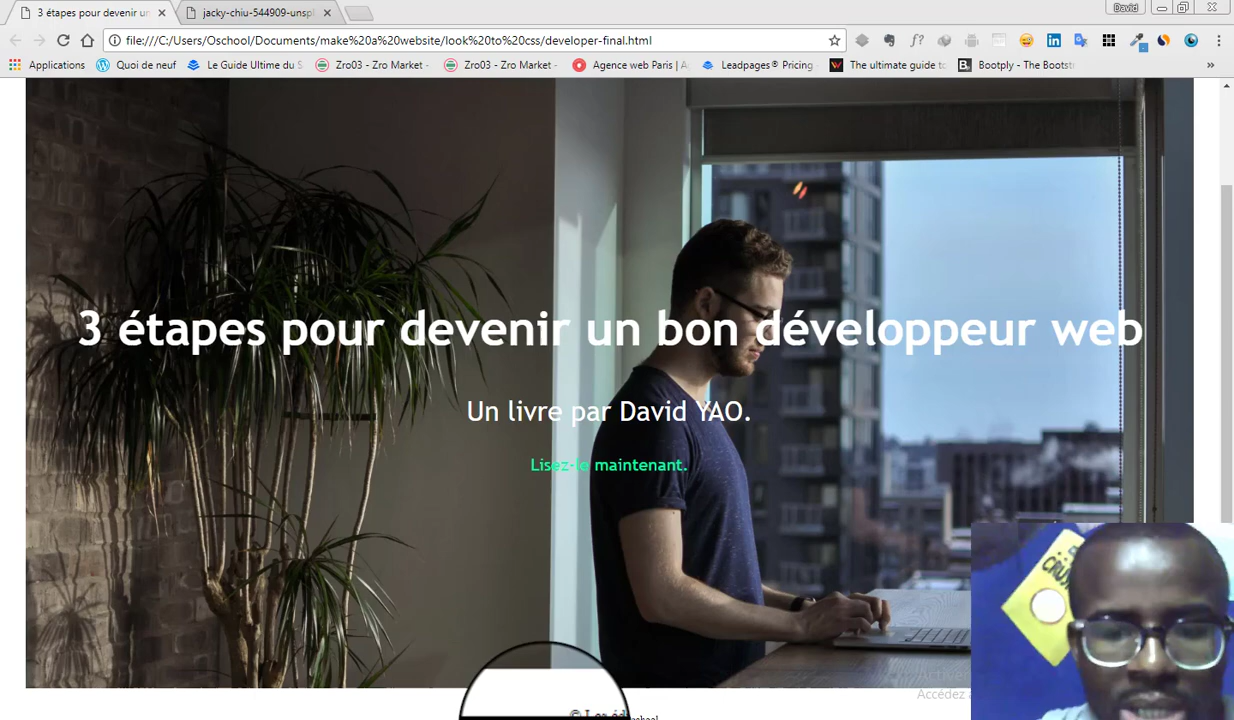 3 étapes pour devenir un
jacky-chiu-544909-unspl
David
file:///C:/Users/Oschool/Documents/make%20a%20website/look%20to%20css/developer-final.html
Applications
Quoi de neuf
Le Guide Ultime du S
Zro03 - Zro Market -
Zro03 - Zro Market -
Agence web Paris | A
Leadpages® Pricing
The ultimate guide to
Bootply - The Bootst
3 étapes pour devenir un bon développeur web
Un livre par David YAO.
Lisez-le maintenant.
Activer
Accédez